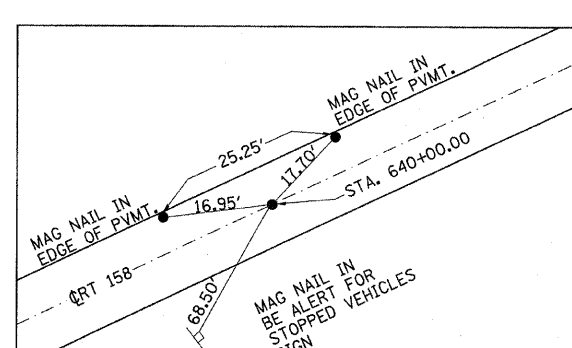 MAG NAIL IN
EDGE OF PVMT.
25.25'
17.70'
STA. 640+00.00
16.95'
MAG NAIL IN
EDGE OF PVMT.
℄RT 158
68.50'
MAG NAIL IN
BE ALERT FOR
STOPPED VEHICLES